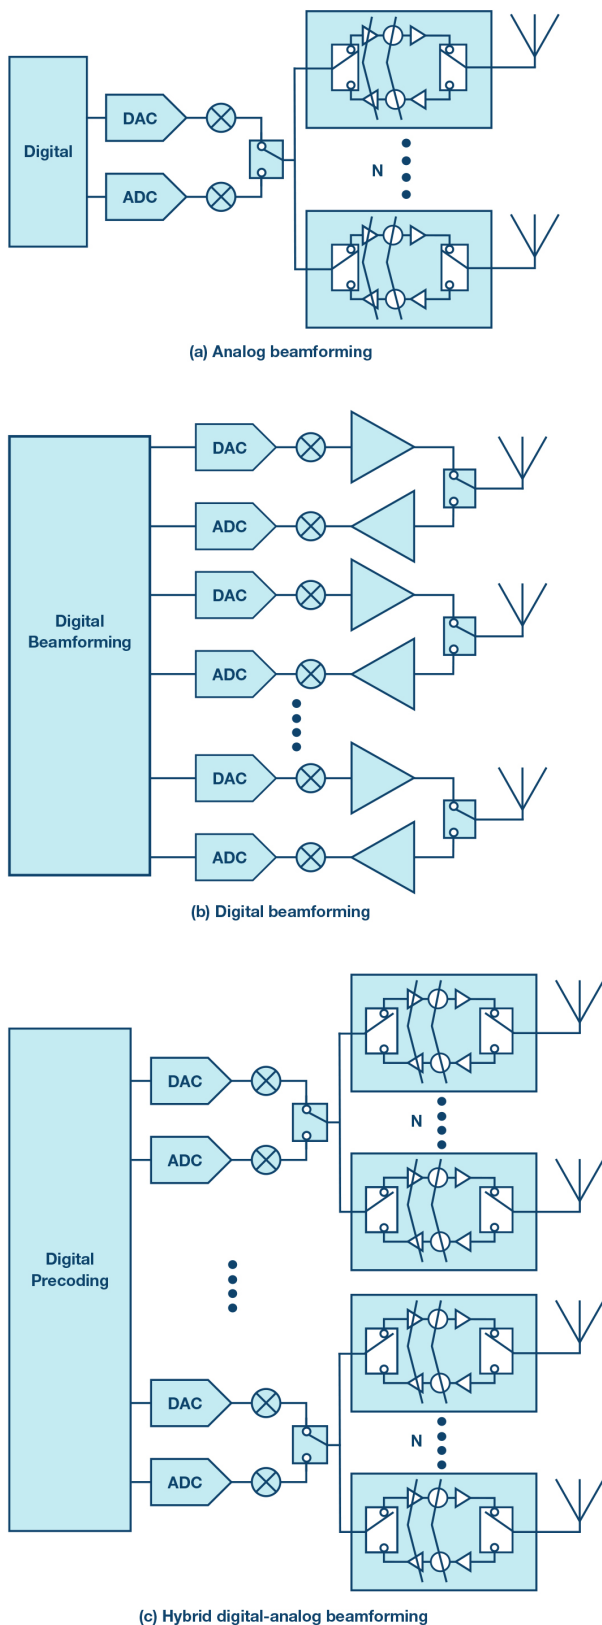 DAC
Digital
ADC
N
(a) Analog beamforming
DAC
ADC
DAC
Digital
Beamforming
ADC
DAC
ADC
(b) Digital beamforming
DAC
N
ADC
Digital
Precoding
DAC
N
ADC
(c) Hybrid digital-analog beamforming